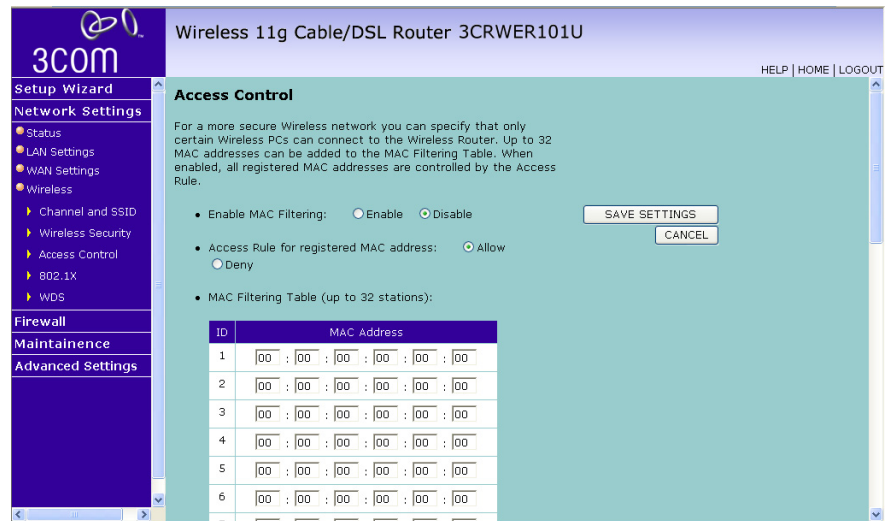 3COM
Wireless 11g Cable/DSL Router 3CRWER101U
HELP | HOME | LOGOUT
Setup Wizard
Network Settings
Status
LAN Settings
WAN Settings
Wireless
Channel and SSID
Wireless Security
Access Control
802.1X
WDS
Firewall
Maintainence
Advanced Settings
Access Control
For a more secure Wireless network you can specify that only
certain Wireless PCs can connect to the Wireless Router. Up to 32
MAC addresses can be added to the MAC Filtering Table. When
enabled, all registered MAC addresses are controlled by the Access
Rule.
• Enable MAC Filtering: Enable Disable
SAVE SETTINGS
CANCEL
• Access Rule for registered MAC address: Allow
Deny
• MAC Filtering Table (up to 32 stations):
ID MAC Address
1 00 : 00 : 00 : 00 : 00 : 00
2 00 : 00 : 00 : 00 : 00 : 00
3 00 : 00 : 00 : 00 : 00 : 00
4 00 : 00 : 00 : 00 : 00 : 00
5 00 : 00 : 00 : 00 : 00 : 00
6 00 : 00 : 00 : 00 : 00 : 00